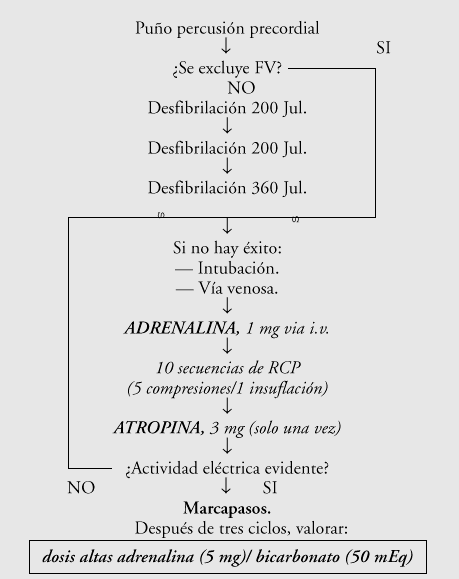 Puño percusión precordial
SI
¿Se excluye FV?
NO
Desfibrilación 200 Jul.
Desfibrilación 200 Jul.
Desfibrilación 360 Jul.
Si no hay éxito:
— Intubación.
— Vía venosa.
ADRENALINA, 1 mg via i.v.
10 secuencias de RCP
(5 compresiones/1 insuflación)
ATROPINA, 3 mg (solo una vez)
¿Actividad eléctrica evidente?
NO
SI
Marcapasos.
Después de tres ciclos, valorar:
dosis altas adrenalina (5 mg)/ bicarbonato (50 mEq)